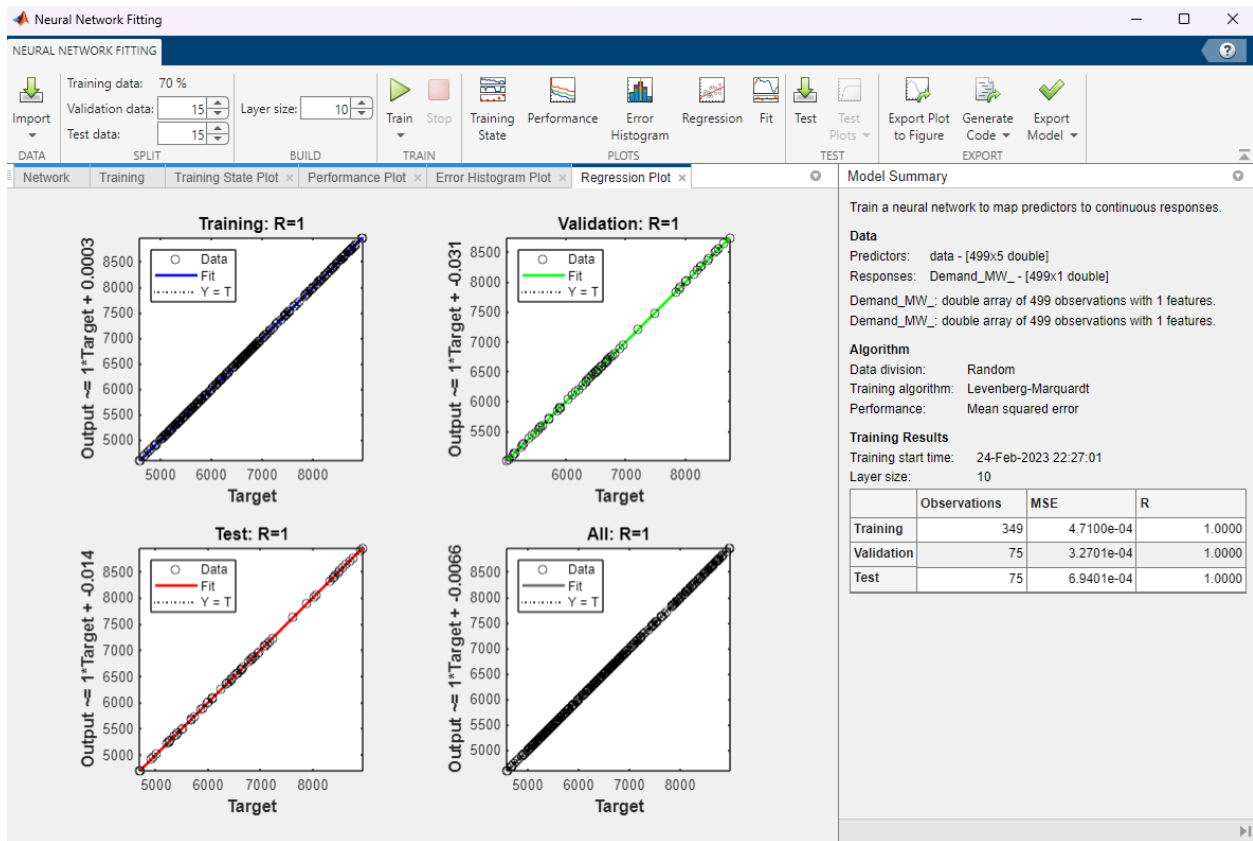 Neural Network Fitting
NEURAL NETWORK FITTING
?
Import
DATA
Training data: 70 %
Validation data: 15
Test data: 15
SPLIT
Layer size: 10
BUILD
Train
Stop
TRAIN
Training State
Performance
Error Histogram
Regression
Fit
PLOTS
Test
Test Plots
TEST
Export Plot to Figure
Generate Code
Export Model
EXPORT
Network
Training
Training State Plot ×
Performance Plot ×
Error Histogram Plot ×
Regression Plot ×
Training: R=1
Output ~= 1*Target + 0.0003
8500
8000
7500
7000
6500
6000
5500
5000
Data
Fit
Y = T
5000 6000 7000 8000
Target
Validation: R=1
Output ~= 1*Target + -0.031
8500
8000
7500
7000
6500
6000
5500
Data
Fit
Y = T
6000 7000 8000
Target
Test: R=1
Output ~= 1*Target + -0.014
8500
8000
7500
7000
6500
6000
5500
5000
Data
Fit
Y = T
5000 6000 7000 8000
Target
All: R=1
Output ~= 1*Target + -0.0066
8500
8000
7500
7000
6500
6000
5500
5000
Data
Fit
Y = T
5000 6000 7000 8000
Target
Model Summary
Train a neural network to map predictors to continuous responses.
Data
Predictors: data - [499x5 double]
Responses: Demand_MW_ - [499x1 double]
Demand_MW_: double array of 499 observations with 1 features.
Demand_MW_: double array of 499 observations with 1 features.
Algorithm
Data division: Random
Training algorithm: Levenberg-Marquardt
Performance: Mean squared error
Training Results
Training start time: 24-Feb-2023 22:27:01
Layer size: 10
Observations MSE R
Training 349 4.7100e-04 1.0000
Validation 75 3.2701e-04 1.0000
Test 75 6.9401e-04 1.0000